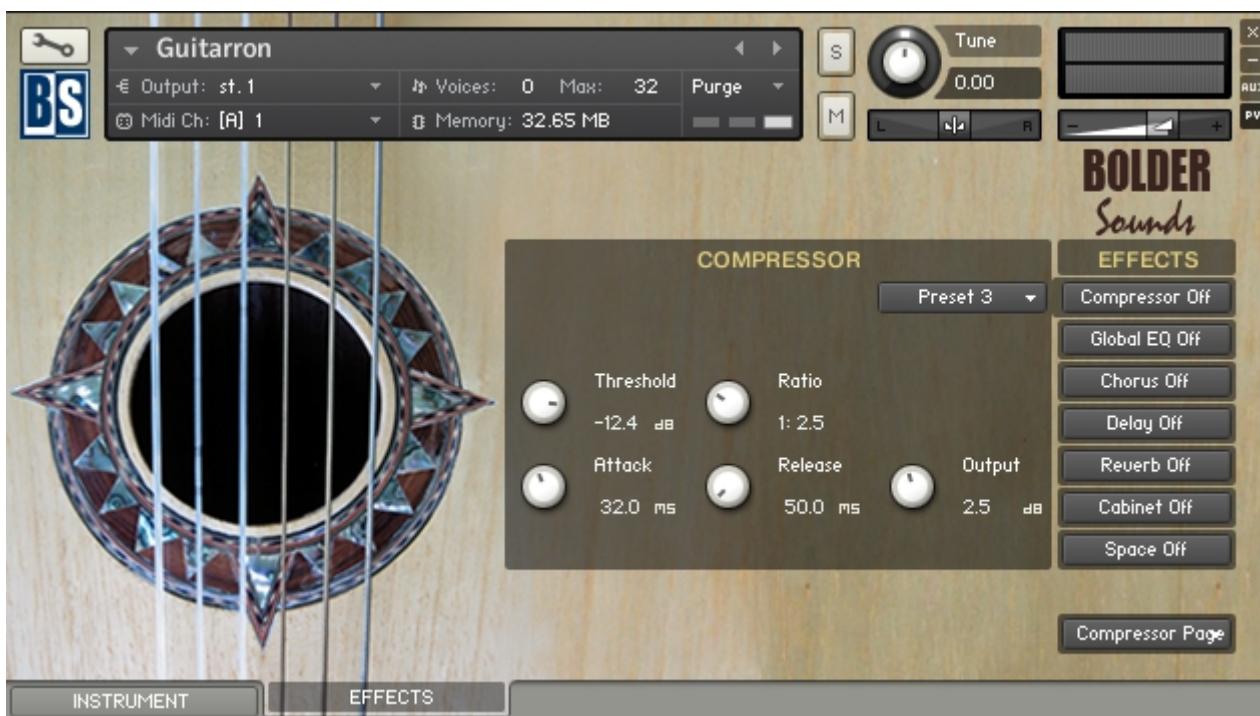 Guitarron
S
Tune
Output: st.1
Voices: 0 Max: 32
Purge
0.00
BS
Midi Ch: [A] 1
Memory: 32.65 MB
M
L
R
-
+
×
-
AUX
PV
BOLDER
Sounds
COMPRESSOR
EFFECTS
Preset 3
Compressor Off
Global EQ Off
Threshold
Ratio
Chorus Off
-12.4 dB
1: 2.5
Delay Off
Attack
Release
Output
Reverb Off
32.0 ms
50.0 ms
2.5 dB
Cabinet Off
Space Off
Compressor Page
INSTRUMENT
EFFECTS